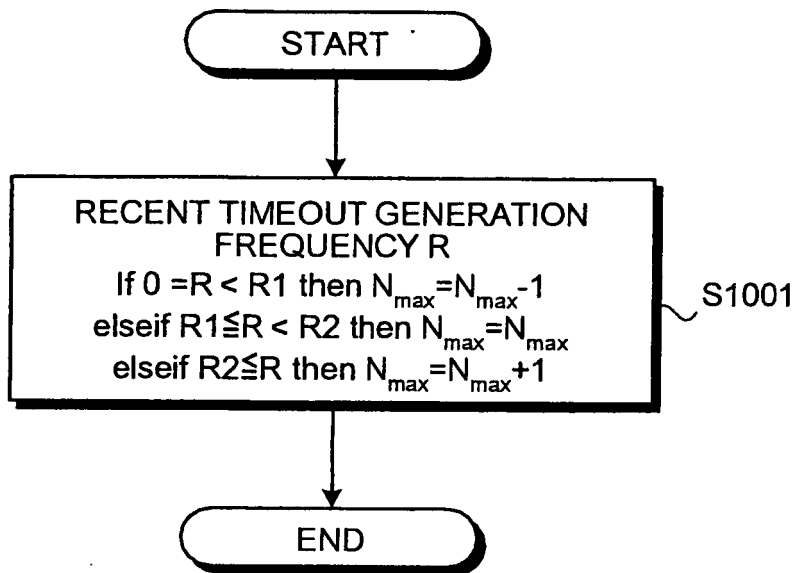 START
RECENT TIMEOUT GENERATION
FREQUENCY R
If 0 =R < R1 then Nmax=Nmax-1
elseif R1≦R < R2 then Nmax=Nmax
elseif R2≦R then Nmax=Nmax+1
S1001
END